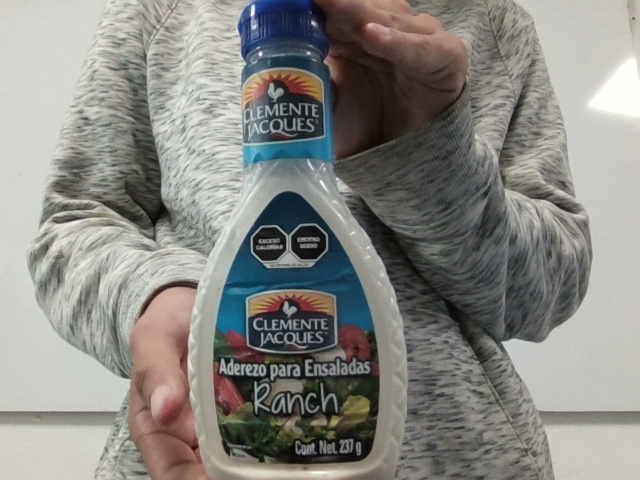 CLEMENTE
JACQUES
EXCESO
CALORÍAS
EXCESO
SODIO
CLEMENTE
JACQUES
Aderezo para Ensaladas
Ranch
Cont. Net. 237 g